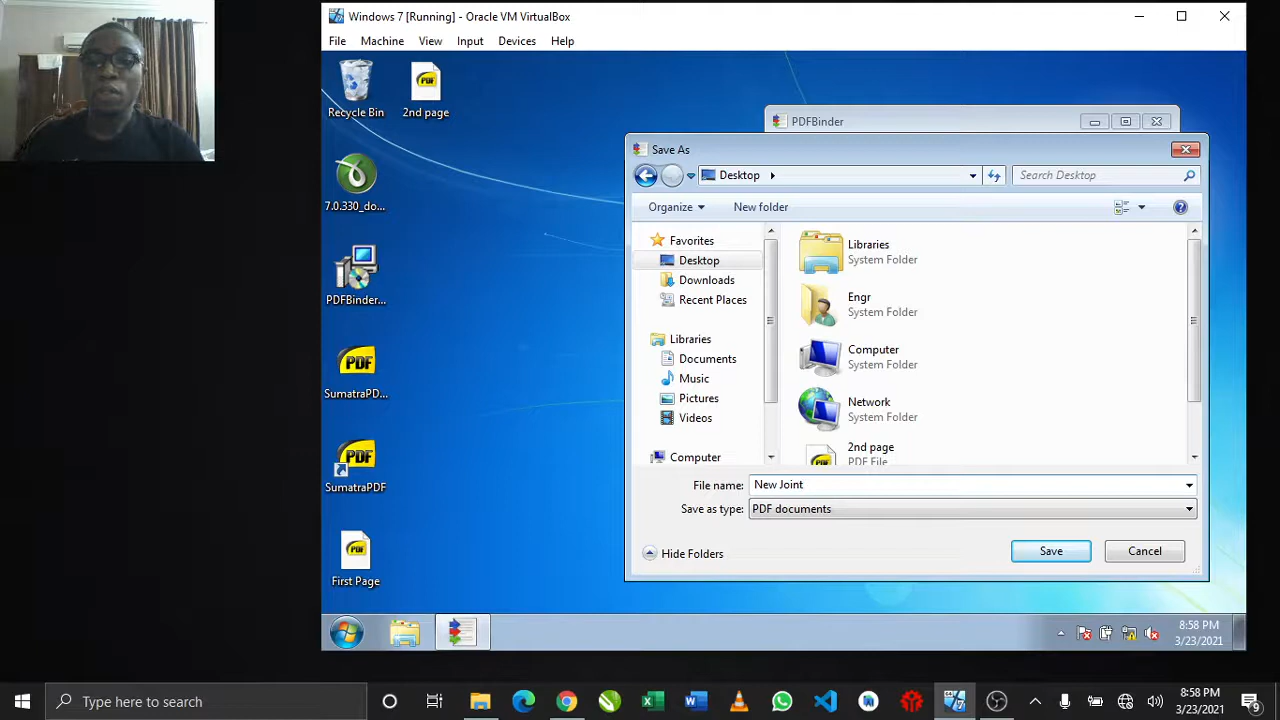 Windows 7 [Running] - Oracle VM VirtualBox
File Machine View Input Devices Help
Recycle Bin
2nd page
7.0.330_do...
PDFBinder...
SumatraPD...
SumatraPDF
First Page
PDFBinder
Save As
Desktop
Search Desktop
Organize
New folder
Favorites
Desktop
Downloads
Recent Places
Libraries
Documents
Music
Pictures
Videos
Computer
Libraries
System Folder
Engr
System Folder
Computer
System Folder
Network
System Folder
2nd page
PDF File
File name: New Joint
Save as type: PDF documents
Hide Folders
Save
Cancel
8:58 PM
3/23/2021
Type here to search
8:58 PM
3/23/2021
9